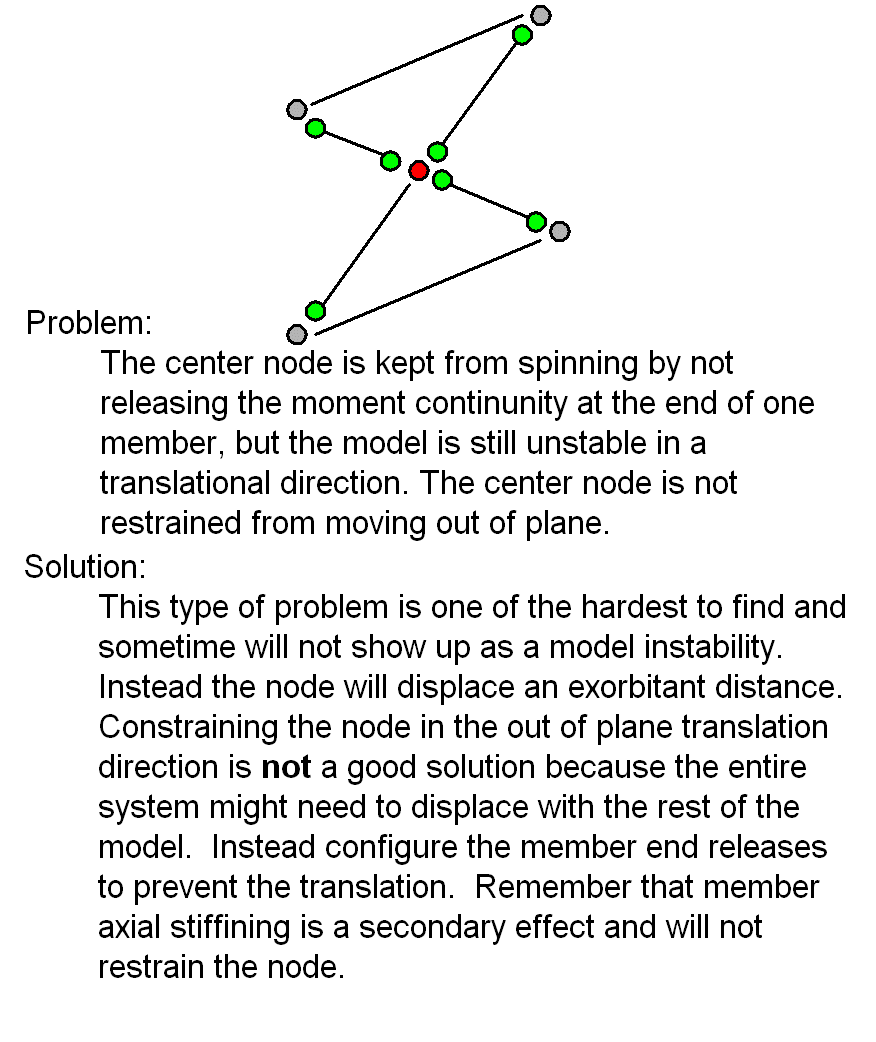 Problem:
The center node is kept from spinning by not
releasing the moment continunity at the end of one
member, but the model is still unstable in a
translational direction. The center node is not
restrained from moving out of plane.
Solution:
This type of problem is one of the hardest to find and
sometime will not show up as a model instability.
Instead the node will displace an exorbitant distance.
Constraining the node in the out of plane translation
direction is not a good solution because the entire
system might need to displace with the rest of the
model.  Instead configure the member end releases
to prevent the translation.  Remember that member
axial stiffining is a secondary effect and will not
restrain the node.